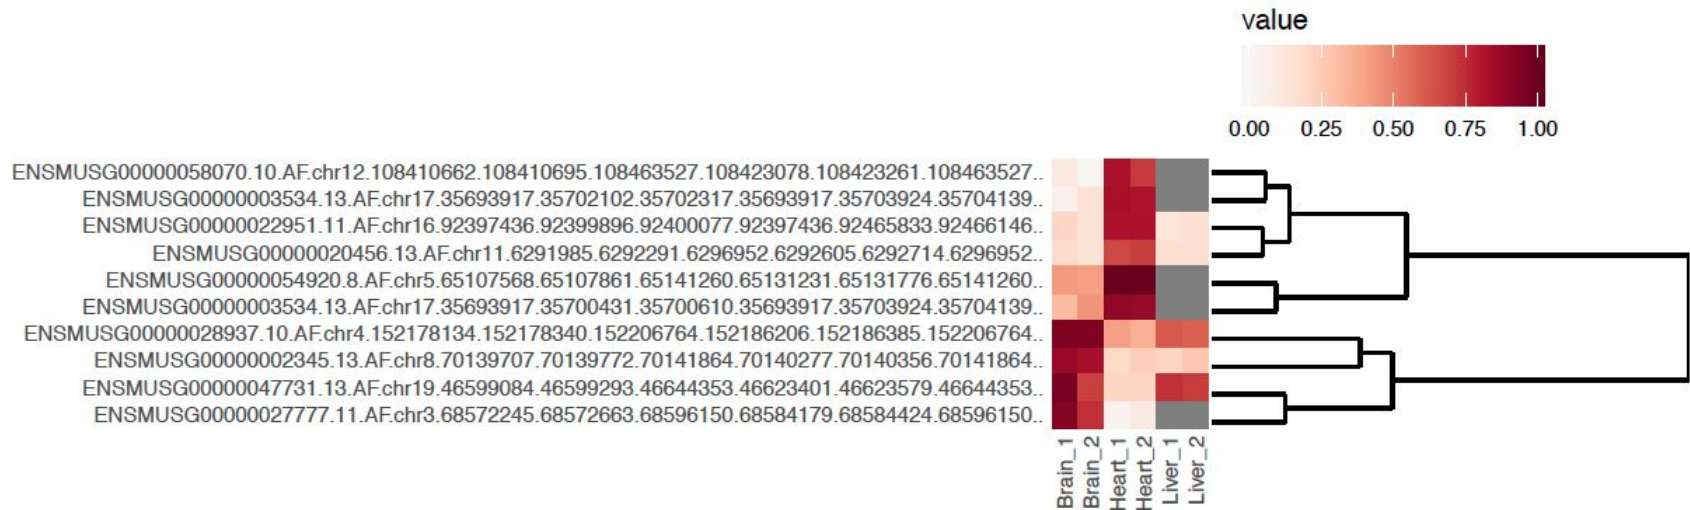 value
0.00 0.25 0.50 0.75 1.00
ENSMUSG00000058070.10.AF.chr12.108410662.108410695.108463527.108423078.108423261.108463527..
ENSMUSG00000003534.13.AF.chr17.35693917.35702102.35702317.35693917.35703924.35704139..
ENSMUSG00000022951.11.AF.chr16.92397436.92399896.92400077.92397436.92465833.92466146..
ENSMUSG00000020456.13.AF.chr11.6291985.6292291.6296952.6292605.6292714.6296952..
ENSMUSG00000054920.8.AF.chr5.65107568.65107861.65141260.65131231.65131776.65141260..
ENSMUSG00000003534.13.AF.chr17.35693917.35700431.35700610.35693917.35703924.35704139..
ENSMUSG00000028937.10.AF.chr4.152178134.152178340.152206764.152186206.152186385.152206764..
ENSMUSG00000002345.13.AF.chr8.70139707.70139772.70141864.70140277.70140356.70141864..
ENSMUSG00000047731.13.AF.chr19.46599084.46599293.46644353.46623401.46623579.46644353..
ENSMUSG00000027777.11.AF.chr3.68572245.68572663.68596150.68584179.68584424.68596150..
Brain_1
Brain_2
Heart_1
Heart_2
Liver_1
Liver_2